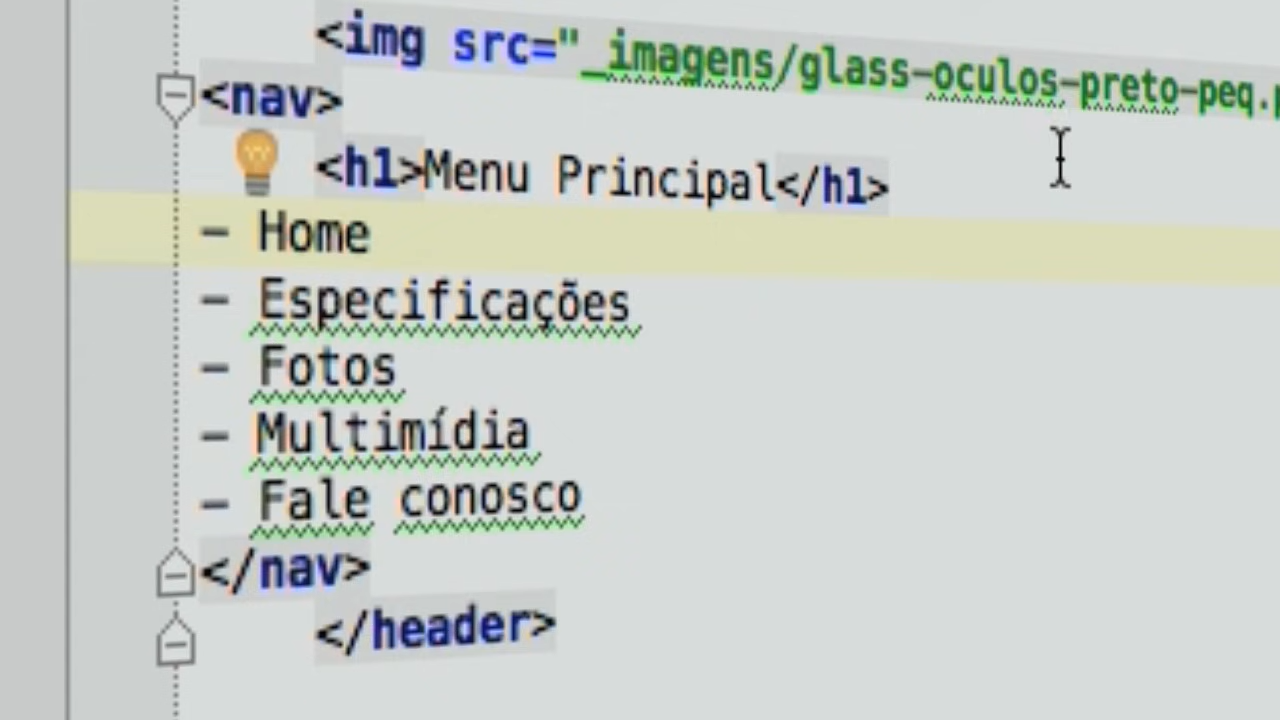 <img src="_imagens/glass-oculos-preto-peq.
<nav>
<h1>Menu Principal</h1>
- Home
- Especificações
- Fotos
- Multimídia
- Fale conosco
</nav>
</header>